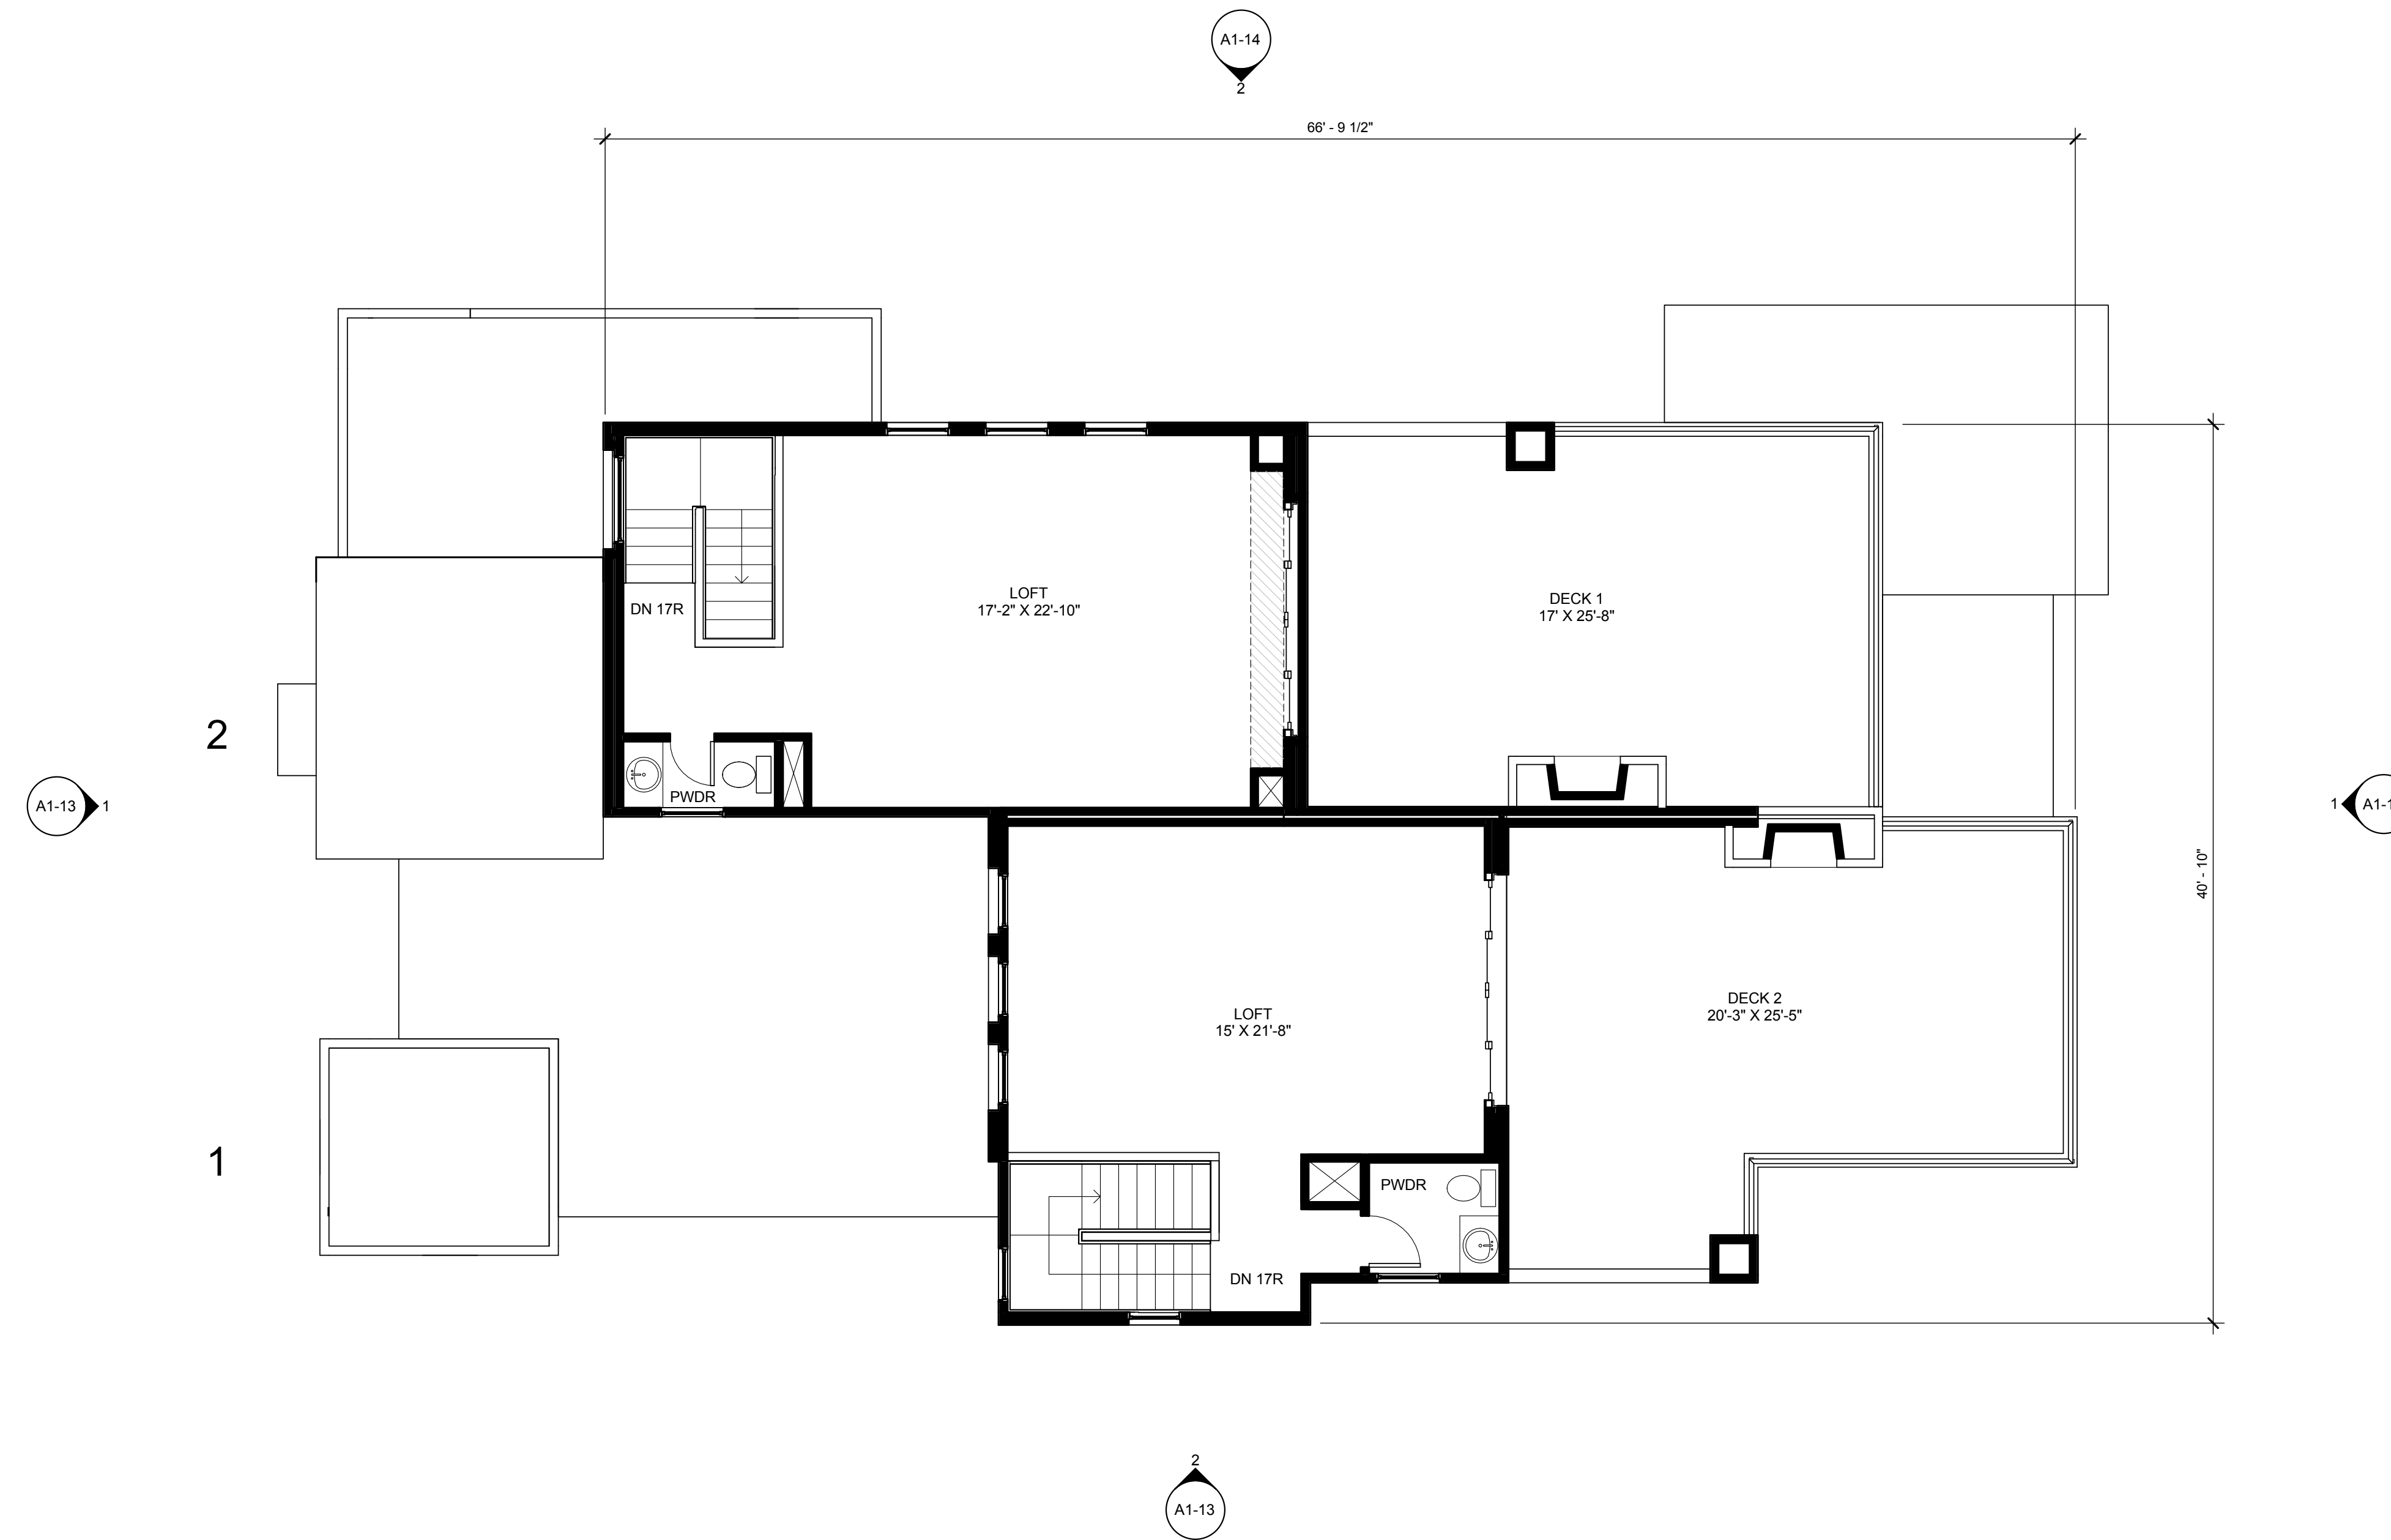 A1-14
2
66' - 9 1/2"
LOFT
17'-2" X 22'-10"
DECK 1
17' X 25'-8"
DN 17R
2
PWDR
A1-13
1
1
40' - 10"
DECK 2
20'-3" X 25'-5"
LOFT
15' X 21'-8"
1
PWDR
DN 17R
2
A1-13